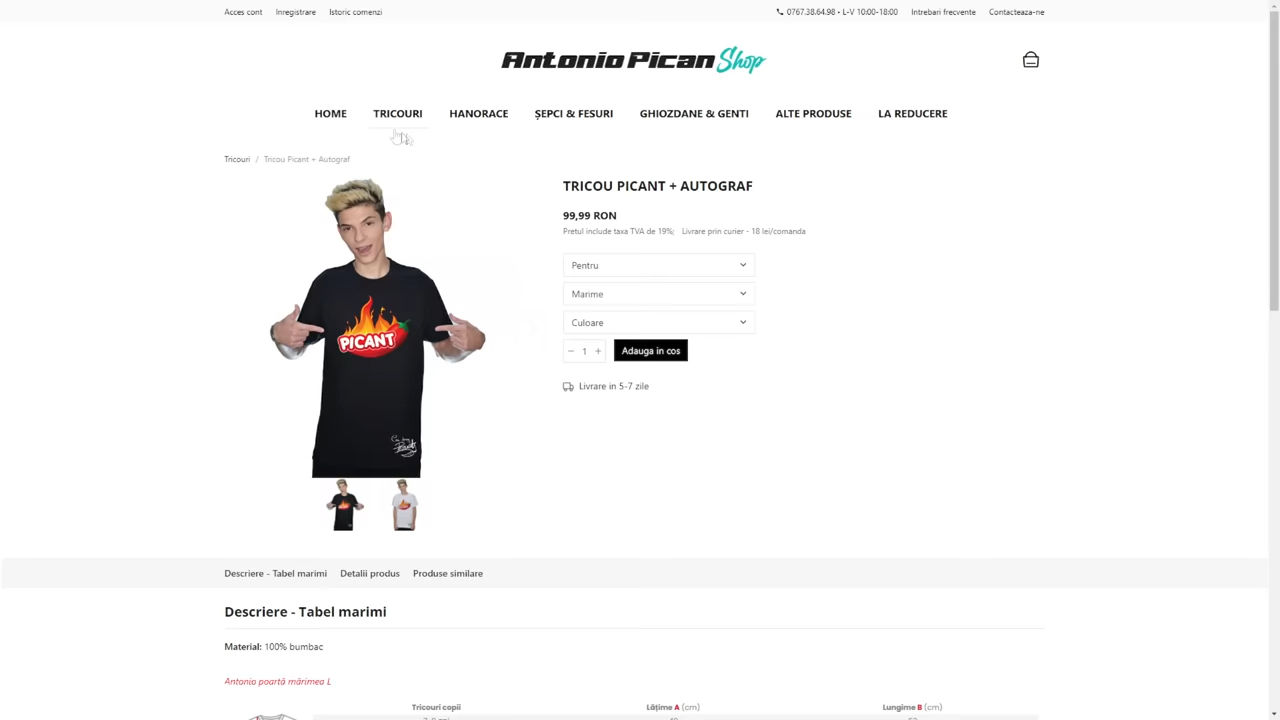 Acces cont Inregistrare Istoric comenzi
0767.38.64.98 • L-V 10:00-18:00 Intrebari frecvente Contacteaza-ne
Antonio Pican Shop
HOME TRICOURI HANORACE ȘEPCI & FESURI GHIOZDANE & GENTI ALTE PRODUSE LA REDUCERE
Tricouri / Tricou Picant + Autograf
TRICOU PICANT + AUTOGRAF
99,99 RON
Pretul include taxa TVA de 19%; Livrare prin curier - 18 lei/comanda
Pentru
Marime
Culoare
− 1 + Adauga in cos
Livrare in 5-7 zile
PICANT
Descriere - Tabel marimi Detalii produs Produse similare
Descriere - Tabel marimi
Material: 100% bumbac
Antonio poartă mărimea L
Tricouri copii Lățime A (cm) Lungime B (cm)